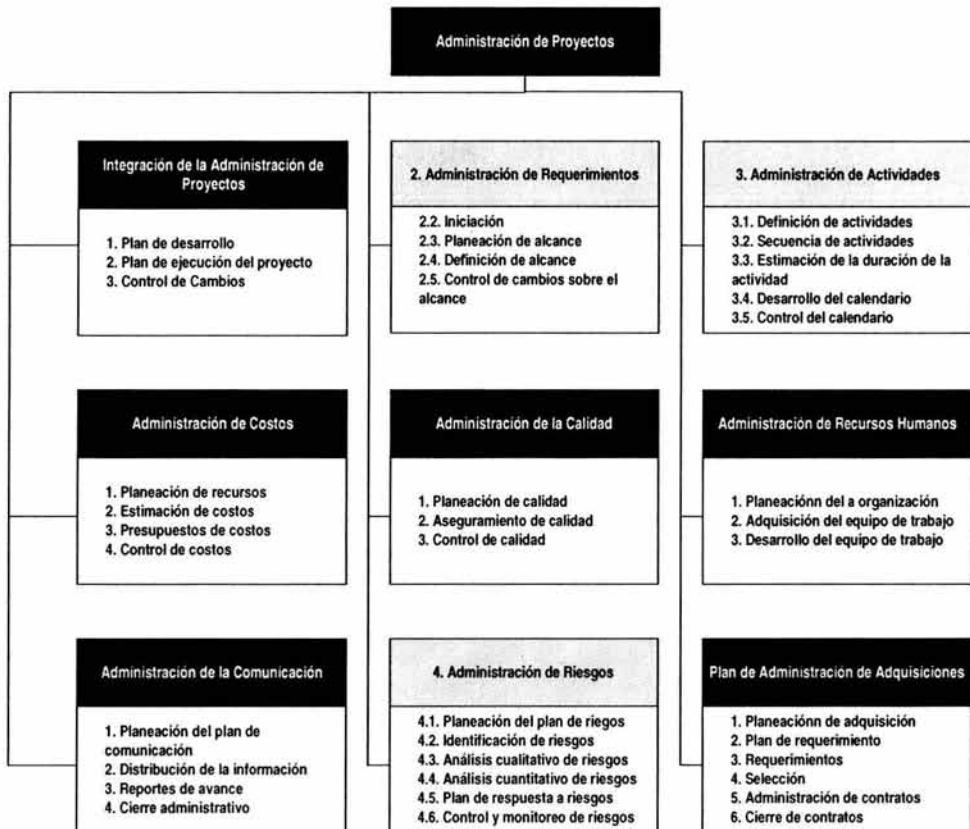 Administración de Proyectos
Integración de la Administración de
Proyectos
1. Plan de desarrollo
2. Plan de ejecución del proyecto
3. Control de Cambios
2. Administración de Requerimientos
2.2. Iniciación
2.3. Planeación de alcance
2.4. Definición de alcance
2.5. Control de cambios sobre el
alcance
3. Administración de Actividades
3.1. Definición de actividades
3.2. Secuencia de actividades
3.3. Estimación de la duración de la
actividad
3.4. Desarrollo del calendario
3.5. Control del calendario
Administración de Costos
1. Planeación de recursos
2. Estimación de costos
3. Presupuestos de costos
4. Control de costos
Administración de la Calidad
1. Planeación de calidad
2. Aseguramiento de calidad
3. Control de calidad
Administración de Recursos Humanos
1. Planeaciónn del a organización
2. Adquisición del equipo de trabajo
3. Desarrollo del equipo de trabajo
Administración de la Comunicación
1. Planeación del plan de
comunicación
2. Distribución de la información
3. Reportes de avance
4. Cierre administrativo
4. Administración de Riesgos
4.1. Planeación del plan de riegos
4.2. Identificación de riesgos
4.3. Análisis cualitativo de riesgos
4.4. Análisis cuantitativo de riesgos
4.5. Plan de respuesta a riesgos
4.6. Control y monitoreo de riesgos
Plan de Administración de Adquisiciones
1. Planeaciónn de adquisición
2. Plan de requerimiento
3. Requerimientos
4. Selección
5. Administración de contratos
6. Cierre de contratos